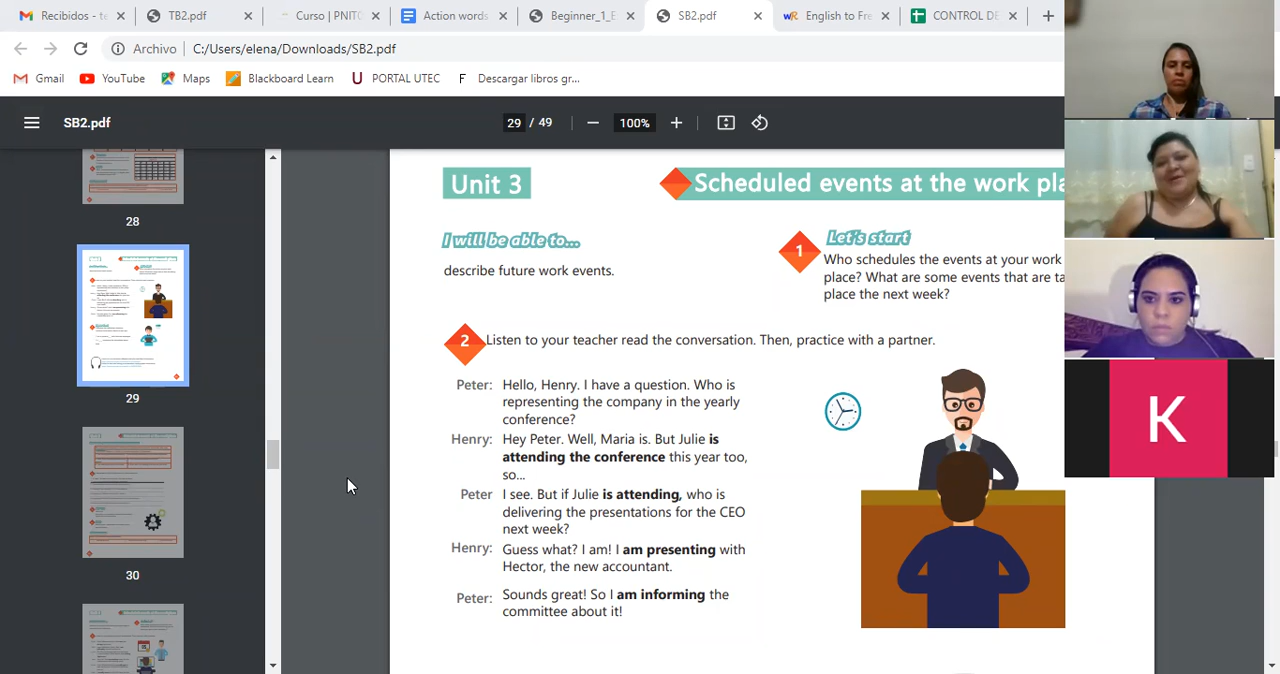 Recibidos - te
TB2.pdf
Curso | PNITC
Action words
Beginner_1_E
SB2.pdf
English to Fre
CONTROL DE
Archivo C:/Users/elena/Downloads/SB2.pdf
Gmail YouTube Maps Blackboard Learn PORTAL UTEC Descargar libros gr...
SB2.pdf 29 / 49 100%
28
29
30
Unit 3 Scheduled events at the work pla
I will be able to...
describe future work events.
1 Let's start
Who schedules the events at your work
place? What are some events that are ta
place the next week?
2 Listen to your teacher read the conversation. Then, practice with a partner.
Peter: Hello, Henry. I have a question. Who is
representing the company in the yearly
conference?
Henry: Hey Peter. Well, Maria is. But Julie is
attending the conference this year too,
so...
Peter I see. But if Julie is attending, who is
delivering the presentations for the CEO
next week?
Henry: Guess what? I am! I am presenting with
Hector, the new accountant.
Peter: Sounds great! So I am informing the
committee about it!
K